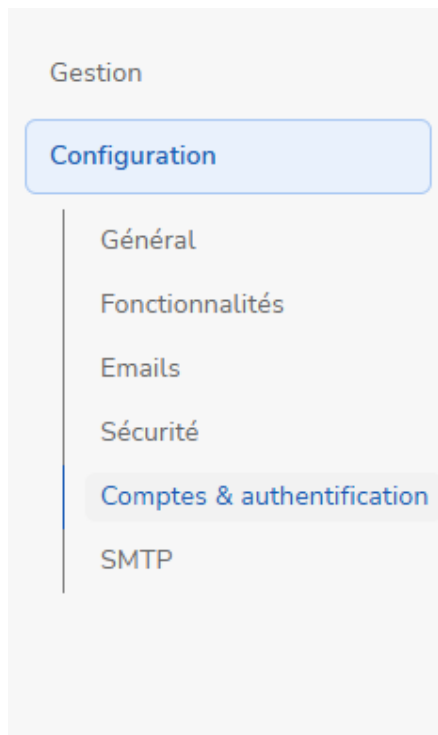 Gestion
Configuration
Général
Fonctionnalités
Emails
Sécurité
Comptes & authentification
SMTP